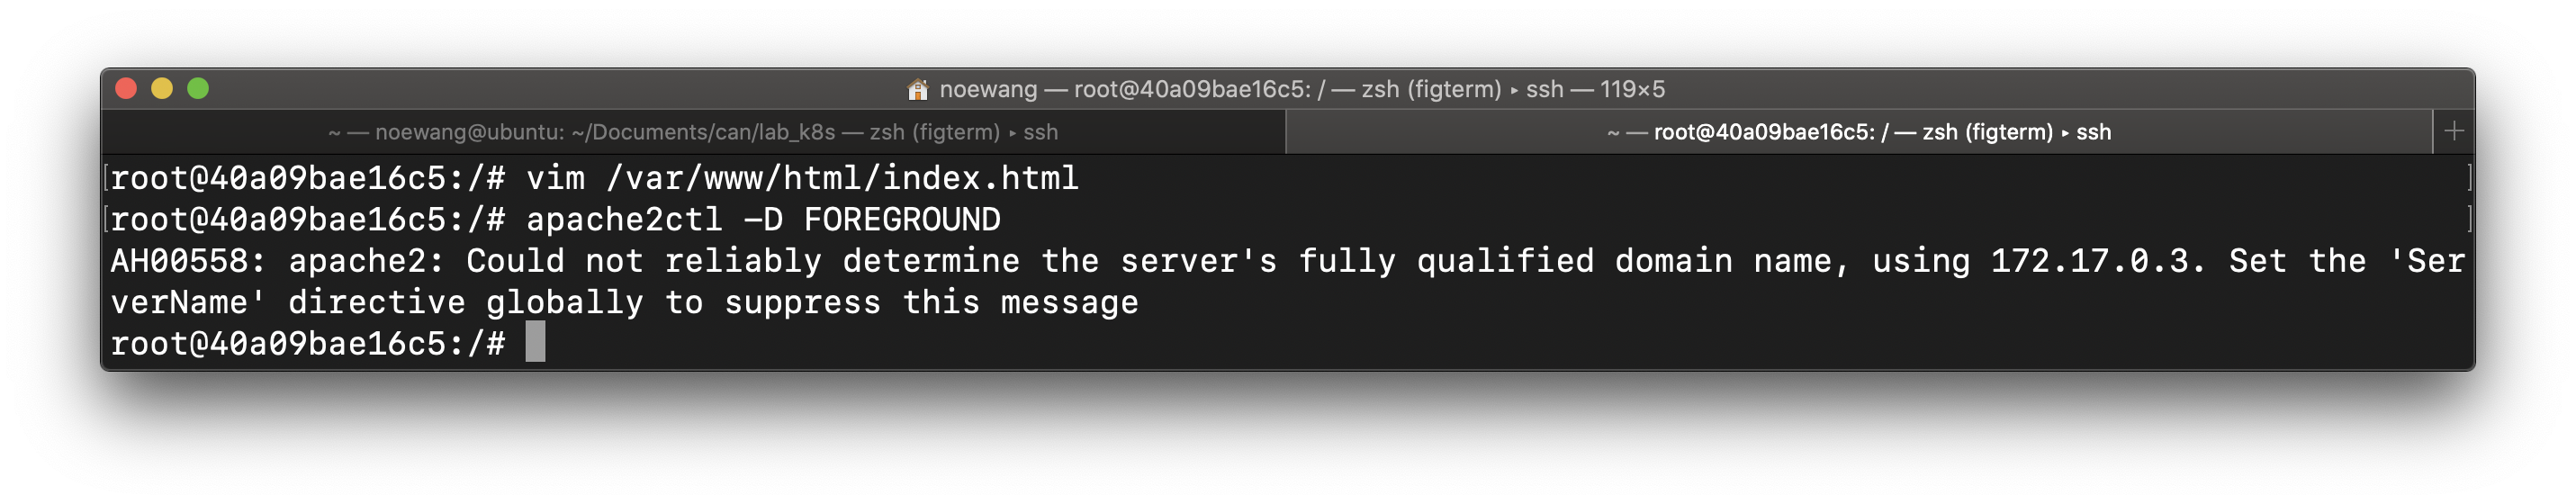 noewang — root@40a09bae16c5: / — zsh (figterm) ▸ ssh — 119×5
~ — noewang@ubuntu: ~/Documents/can/lab_k8s — zsh (figterm) ▸ ssh
~ — root@40a09bae16c5: / — zsh (figterm) ▸ ssh
[root@40a09bae16c5:/# vim /var/www/html/index.html ]
[root@40a09bae16c5:/# apache2ctl -D FOREGROUND ]
AH00558: apache2: Could not reliably determine the server's fully qualified domain name, using 172.17.0.3. Set the 'Ser
verName' directive globally to suppress this message
root@40a09bae16c5:/#